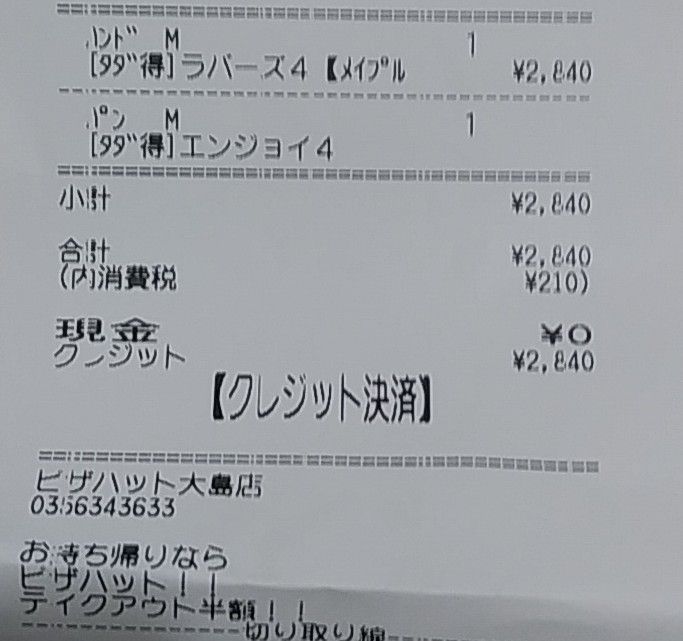 ﾊﾝﾄﾞ M 1
[ﾀﾀﾞ得]ラバーズ4【ﾒｲﾌﾟﾙ ¥2,840
ﾊﾟﾝ M 1
[ﾀﾀﾞ得]エンジョイ4
小計 ¥2,840
合計 ¥2,840
(内消費税 ¥210)
現金 ¥0
クレジット ¥2,840
【クレジット決済】
ピザハット大島店
0356343633
お持ち帰りなら
ピザハット！！
テイクアウト半額！！
切り取り線